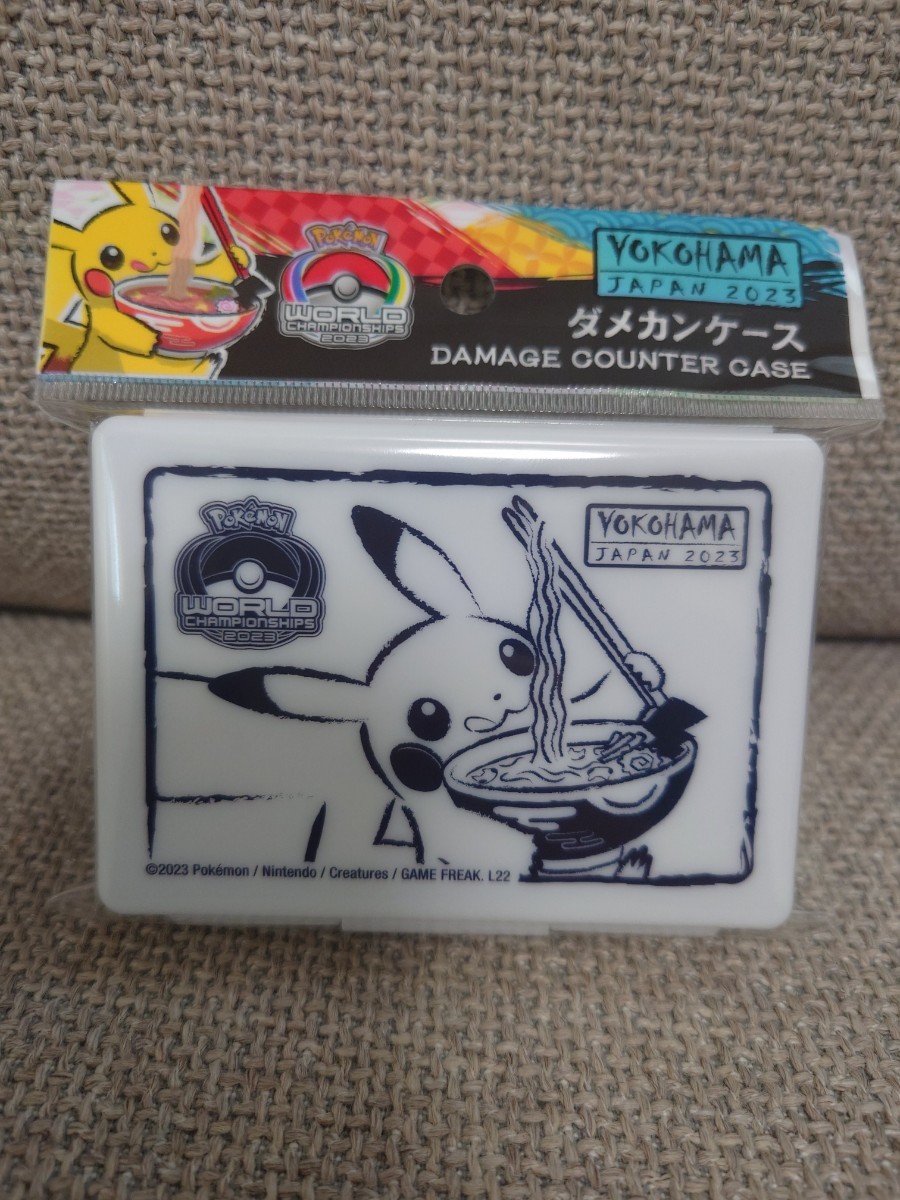 Pokémon
WORLD
CHAMPIONSHIPS
2023
YOKOHAMA
JAPAN 2023
ダメカンケース
DAMAGE COUNTER CASE
Pokémon
WORLD
CHAMPIONSHIPS
2023
YOKOHAMA
JAPAN 2023
©2023 Pokémon / Nintendo / Creatures / GAME FREAK. L22